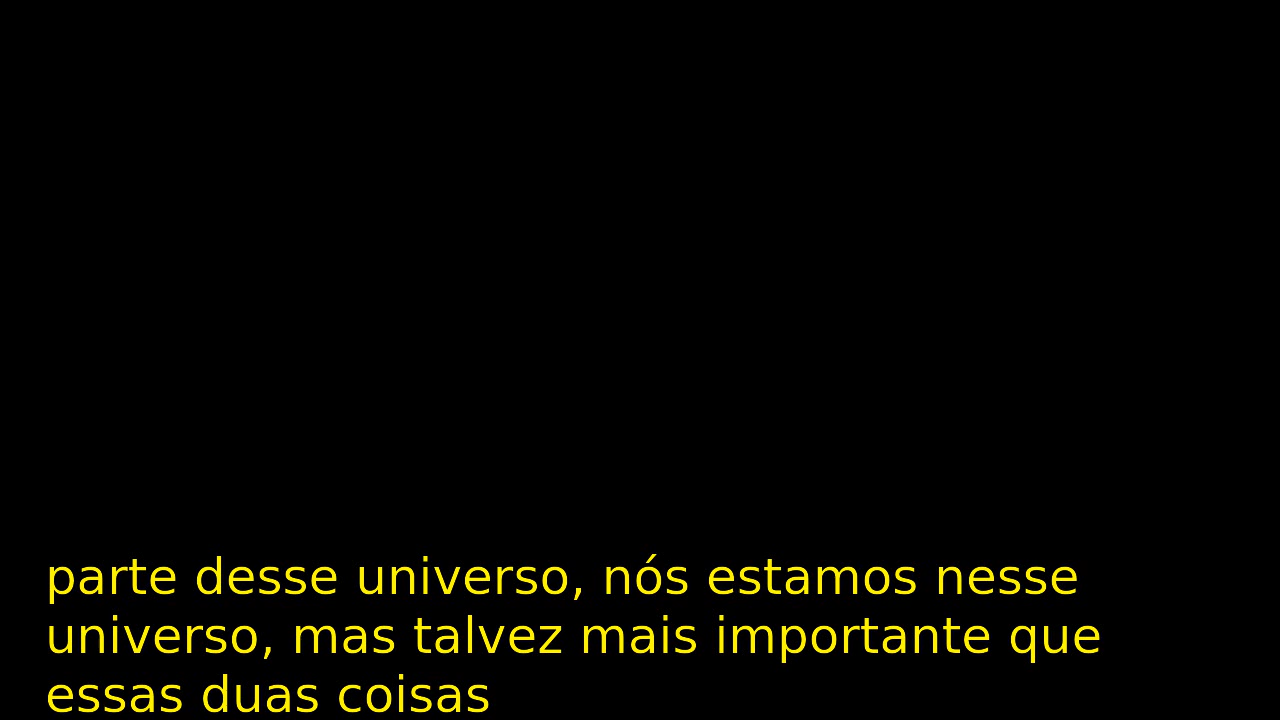 parte desse universo, nós estamos nesse
universo, mas talvez mais importante que
essas duas coisas